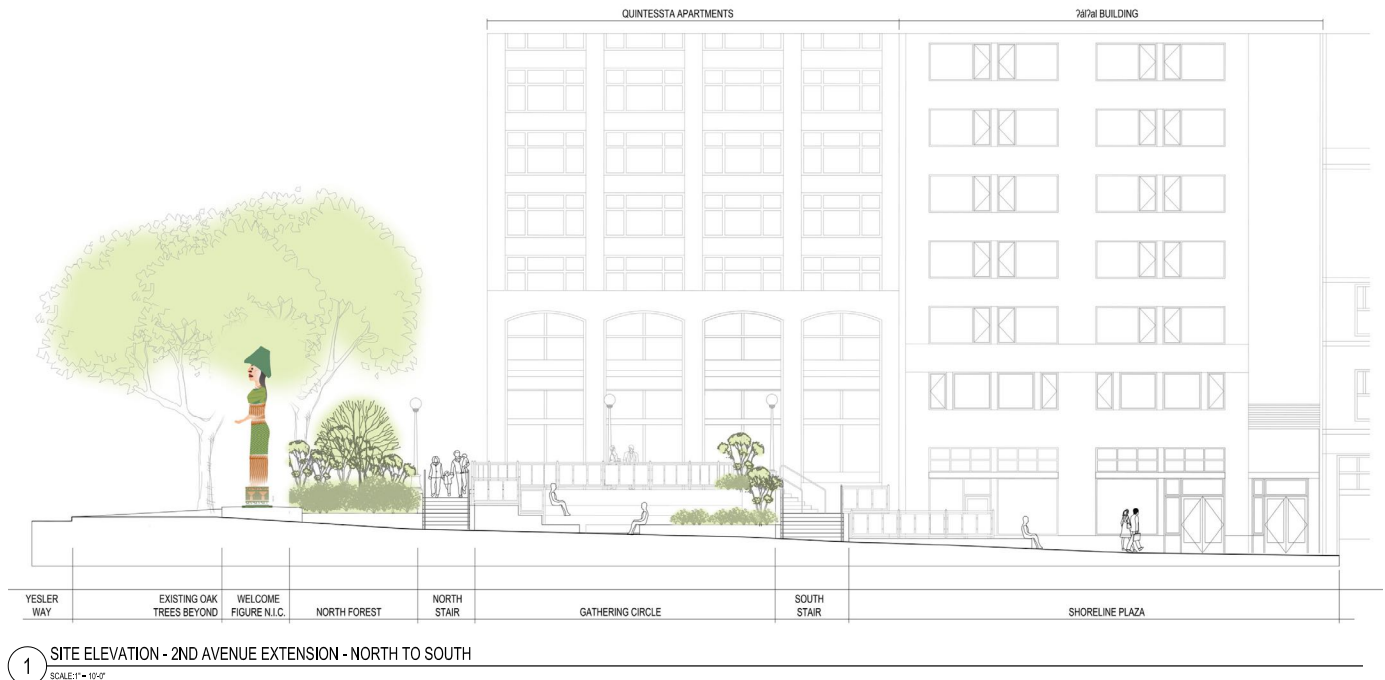 QUINTESSTA APARTMENTS
ʔálʔal BUILDING
YESLER
WAY
EXISTING OAK
TREES BEYOND
WELCOME
FIGURE N.I.C.
NORTH FOREST
NORTH
STAIR
GATHERING CIRCLE
SOUTH
STAIR
SHORELINE PLAZA
1
SITE ELEVATION - 2ND AVENUE EXTENSION - NORTH TO SOUTH
SCALE:1" = 10'-0"